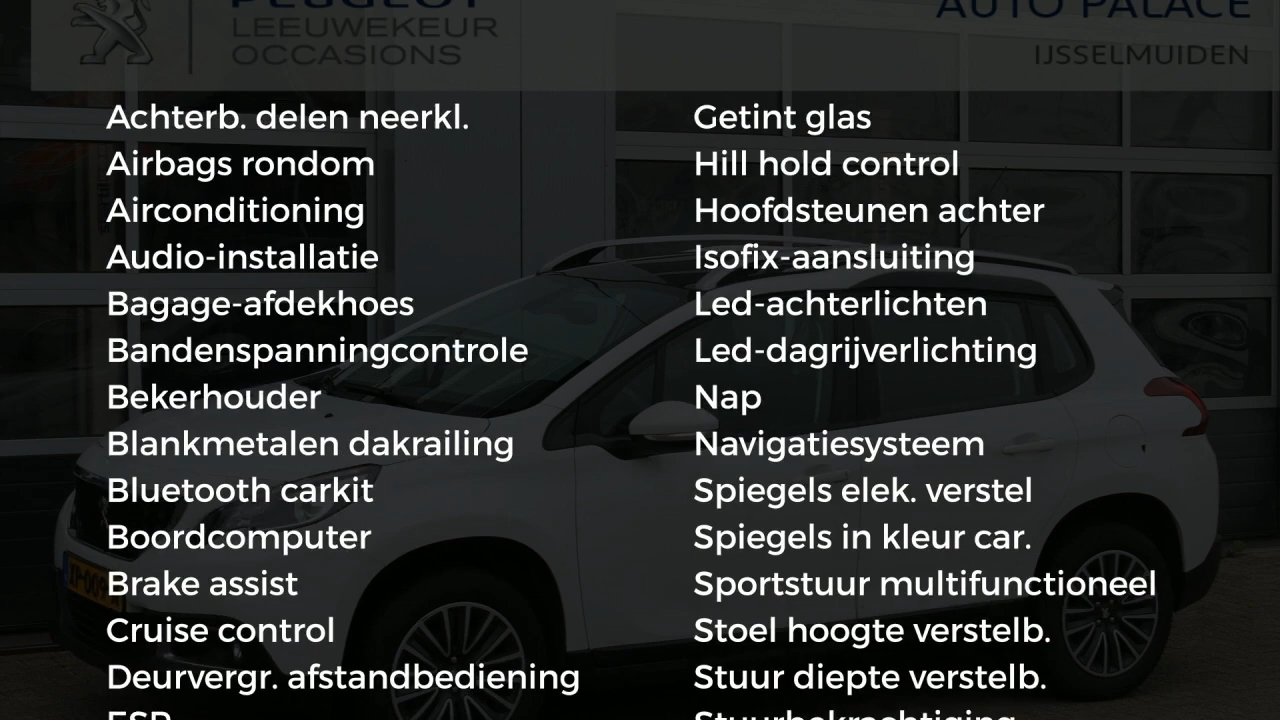 PEUGEOT
LEEUWEKEUR
OCCASIONS
AUTO PALACE
IJSSELMUIDEN
Achterb. delen neerkl.
Airbags rondom
Airconditioning
Audio-installatie
Bagage-afdekhoes
Bandenspanningcontrole
Bekerhouder
Blankmetalen dakrailing
Bluetooth carkit
Boordcomputer
Brake assist
Cruise control
Deurvergr. afstandbediening
ESP
Getint glas
Hill hold control
Hoofdsteunen achter
Isofix-aansluiting
Led-achterlichten
Led-dagrijverlichting
Nap
Navigatiesysteem
Spiegels elek. verstel
Spiegels in kleur car.
Sportstuur multifunctioneel
Stoel hoogte verstelb.
Stuur diepte verstelb.
Stuurbekrachtiging